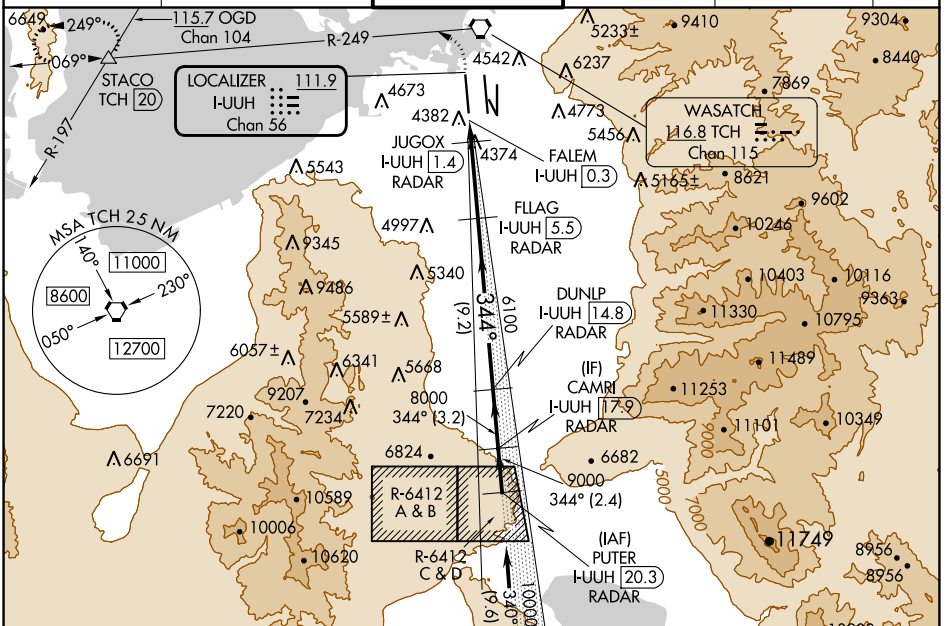 6649
249°
069°
115.7 OGD
Chan 104
R-249
STACO
TCH 20
R-197
LOCALIZER 111.9
I-UUH
Chan 56
4542
5233±
6237
9410
9304
8440
7869
4673
4382
4773
5456
WASATCH
116.8 TCH
Chan 115
JUGOX
I-UUH 1.4
RADAR
4374
FALEM
I-UUH 0.3
5543
5165±
8621
9602
MSA TCH 25 NM
140°
11000
8600
230°
050°
12700
9345
4997
FLLAG
I-UUH 5.5
RADAR
10246
9486
5340
10403
10116
9363
5589±
(9.2)
344°
6100
DUNLP
I-UUH 14.8
RADAR
11330
10795
6057±
6341
5668
11489
(IF)
CAMRI
I-UUH 17.9
RADAR
11253
9207
7220
7234
8000
344° (3.2)
11101
10349
9000
6691
6824
6682
9000
344° (2.4)
5000
7000
R-6412
A & B
10589
10006
10620
R-6412
C & D
(IAF)
PUTER
I-UUH 20.3
RADAR
11749
8956
8956
(9.6)
340°
10000